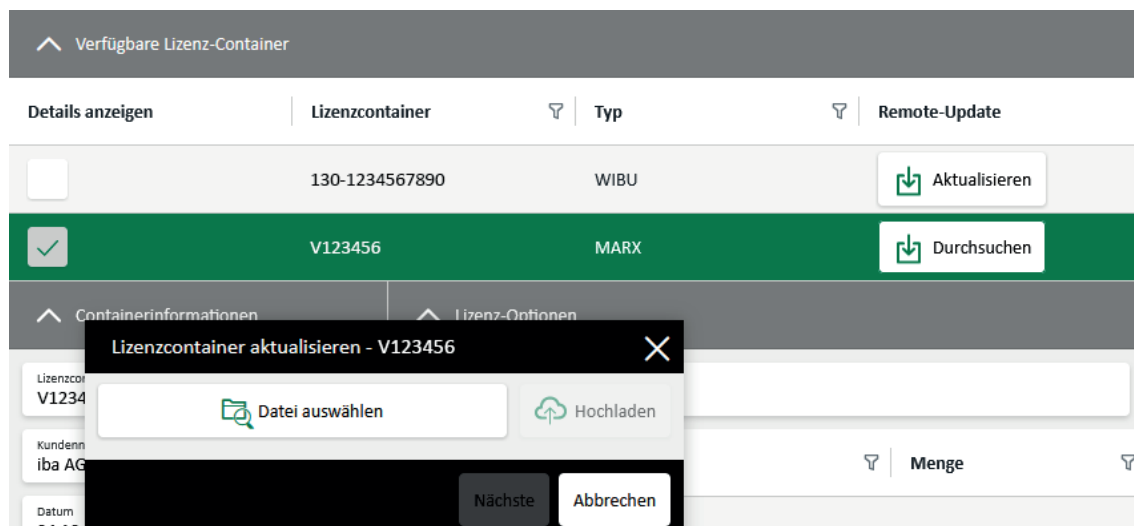 Verfügbare Lizenz-Container
Details anzeigen Lizenzcontainer Typ Remote-Update
130-1234567890 WIBU Aktualisieren
V123456 MARX Durchsuchen
Containerinformationen Lizenz-Optionen
Lizenzcontainer aktualisieren - V123456
V1234
Datei auswählen Hochladen
iba AG
Menge
Nächste Abbrechen
Datum